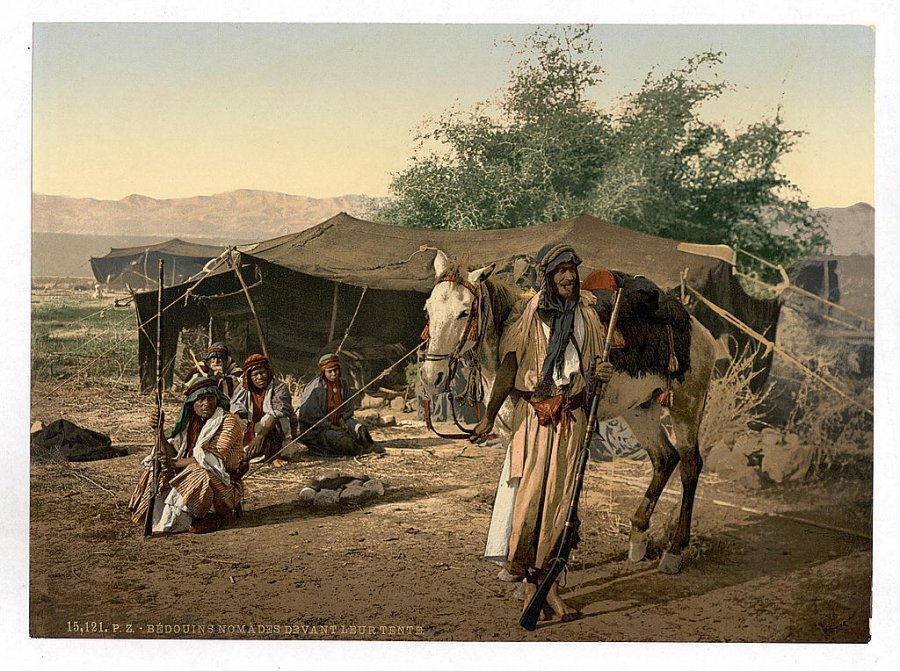 15,121. P. Z. - BÉDOUINS NOMADES DEVANT LEUR TENTE